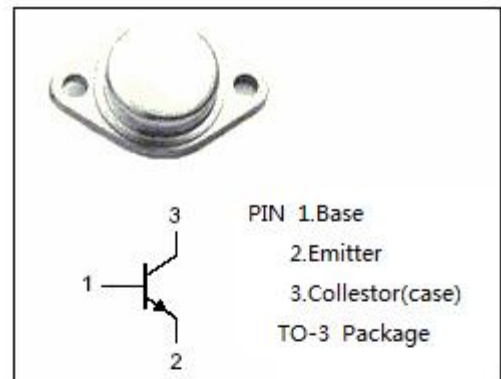 3
PIN 1.Base
2.Emitter
1
3.Collestor(case)
TO-3 Package
2